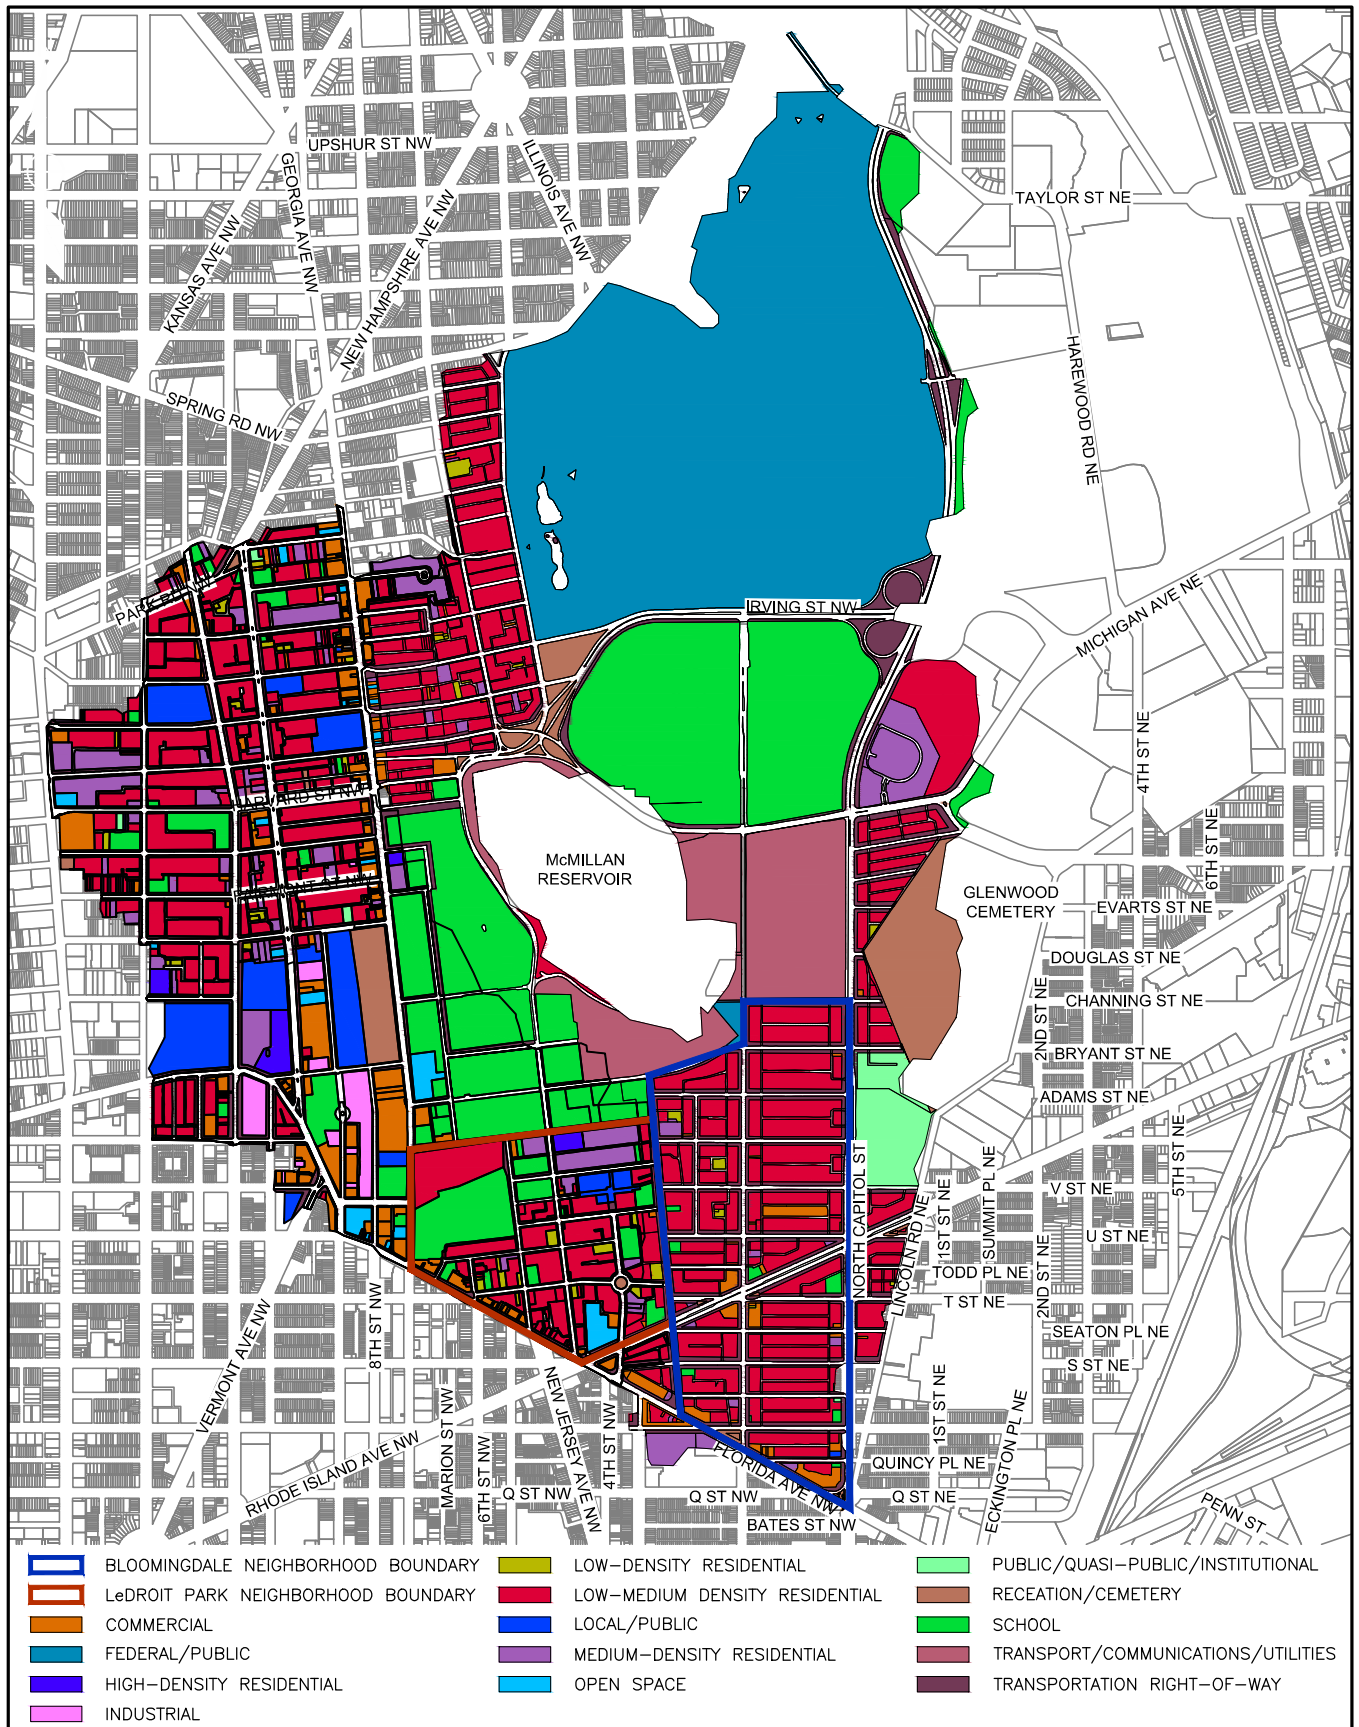 UPSHUR ST NW
ILLINOIS AVE NW
GEORGIA AVE NW
KANSAS AVE NW
NEW HAMPSHIRE AVE NW
TAYLOR ST NE
SPRING RD NW
HAREWOOD RD NE
PARK RD NW
IRVING ST NW
MICHIGAN AVE NE
4TH ST NE
HARVARD ST NW
6TH ST NE
McMILLAN
RESERVOIR
FAIRMONT ST NW
GLENWOOD
CEMETERY
EVARTS ST NE
DOUGLAS ST NE
2ND ST NE
CHANNING ST NE
BRYANT ST NE
ADAMS ST NE
5TH ST NE
NORTH CAPITOL ST
V ST NE
1ST ST NE
SUMMIT PL NE
LINCOLN RD NE
U ST NE
TODD PL NE
2ND ST NE
T ST NE
SEATON PL NE
S ST NE
8TH ST NW
VERMONT AVE NW
NEW JERSEY AVE NW
MARION ST NW
4TH ST NW
1ST ST NE
ECKINGTON PL NE
RHODE ISLAND AVE NW
6TH ST NW
FLORIDA AVE NW
QUINCY PL NE
Q ST NW
Q ST NW
Q ST NE
BATES ST NW
PENN ST
BLOOMINGDALE NEIGHBORHOOD BOUNDARY
LeDROIT PARK NEIGHBORHOOD BOUNDARY
COMMERCIAL
FEDERAL/PUBLIC
HIGH-DENSITY RESIDENTIAL
INDUSTRIAL
LOW-DENSITY RESIDENTIAL
LOW-MEDIUM DENSITY RESIDENTIAL
LOCAL/PUBLIC
MEDIUM-DENSITY RESIDENTIAL
OPEN SPACE
PUBLIC/QUASI-PUBLIC/INSTITUTIONAL
RECEATION/CEMETERY
SCHOOL
TRANSPORT/COMMUNICATIONS/UTILITIES
TRANSPORTATION RIGHT-OF-WAY